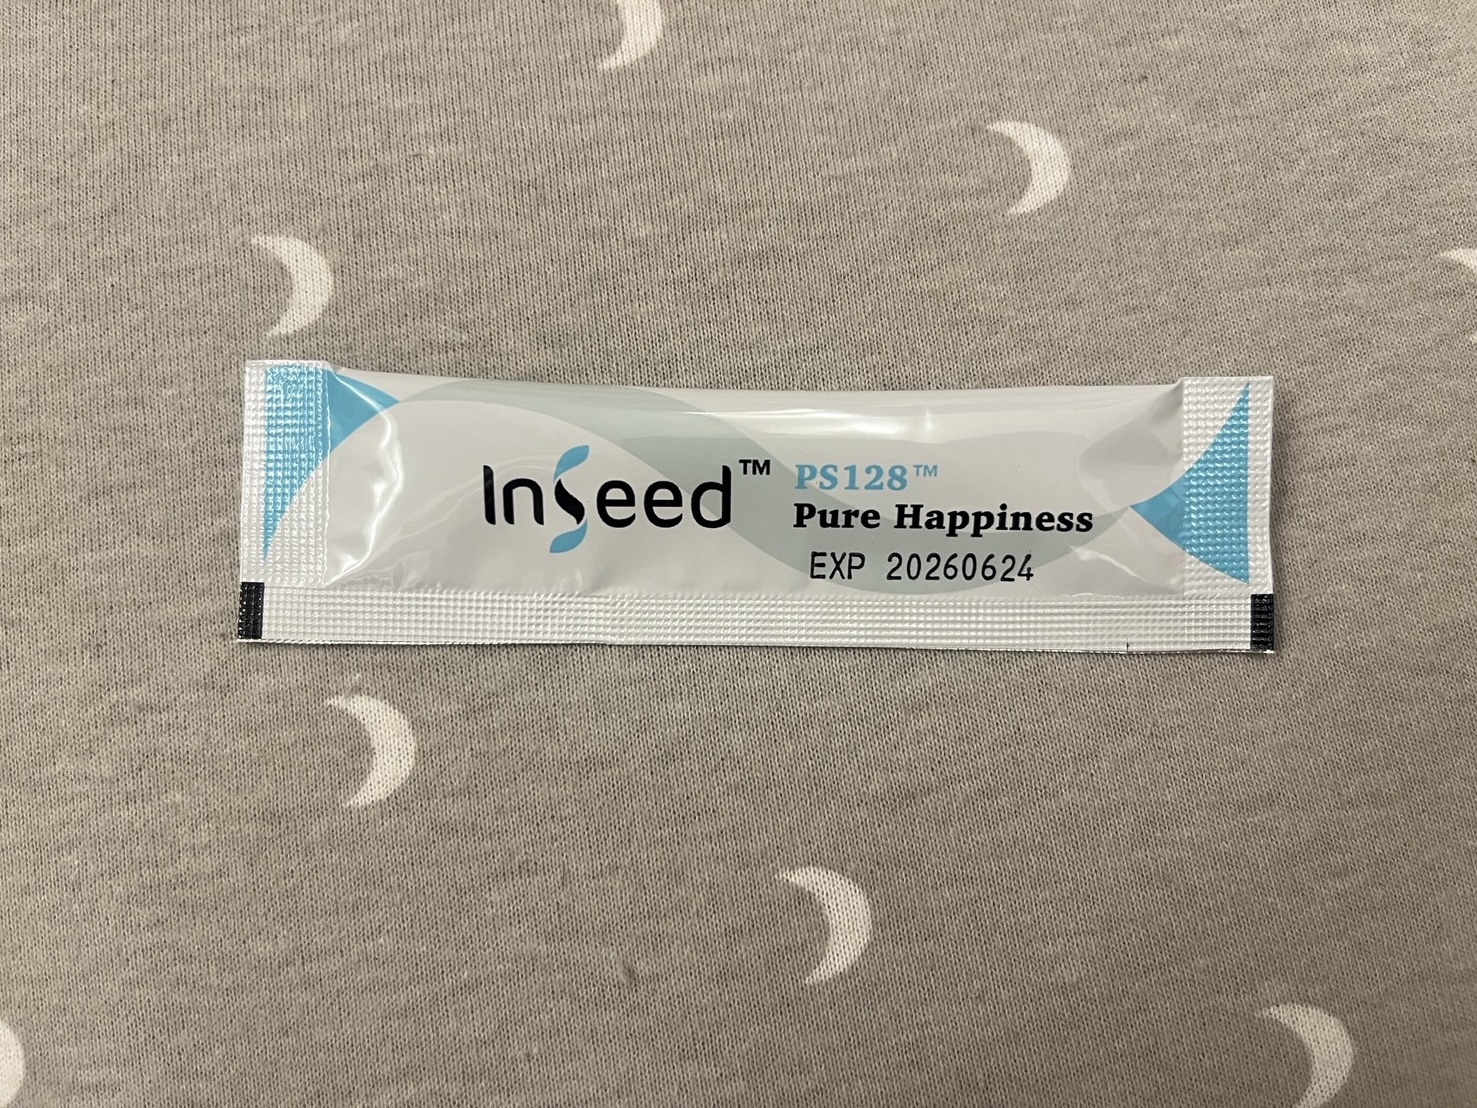 InSeed™
PS128™
Pure Happiness
EXP 20260624